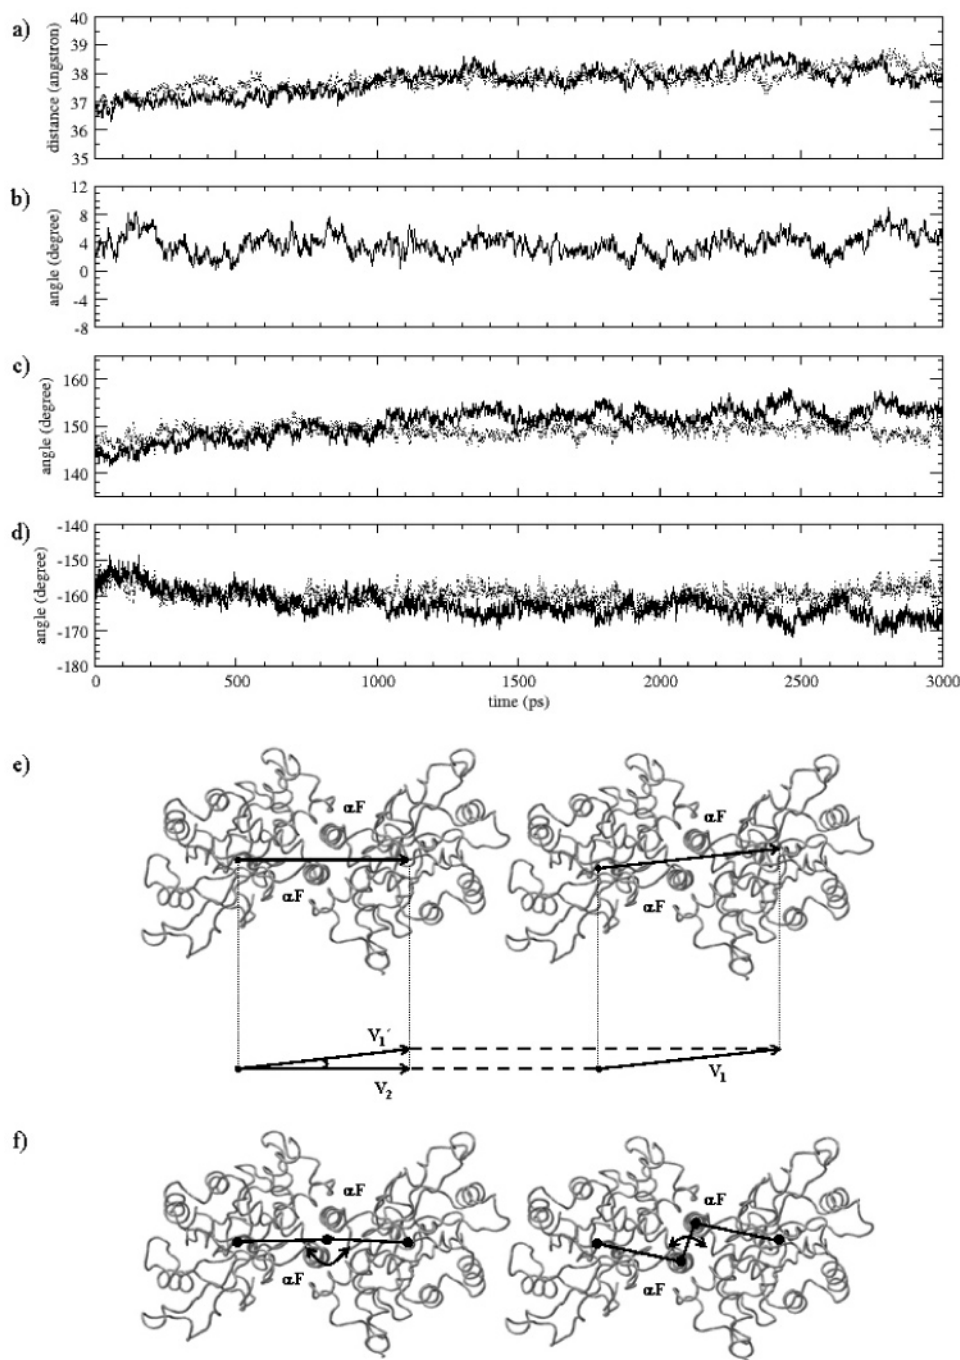 a)
distance (angstron)
40
39
38
37
36
35
b)
angle (degree)
12
8
4
0
-4
-8
c)
angle (degree)
160
150
140
d)
angle (degree)
-140
-150
-160
-170
-180
0 500 1000 1500 2000 2500 3000
time (ps)
e)
αF αF
αF αF
V1´
V2 V1
f)
αF αF
αF αF